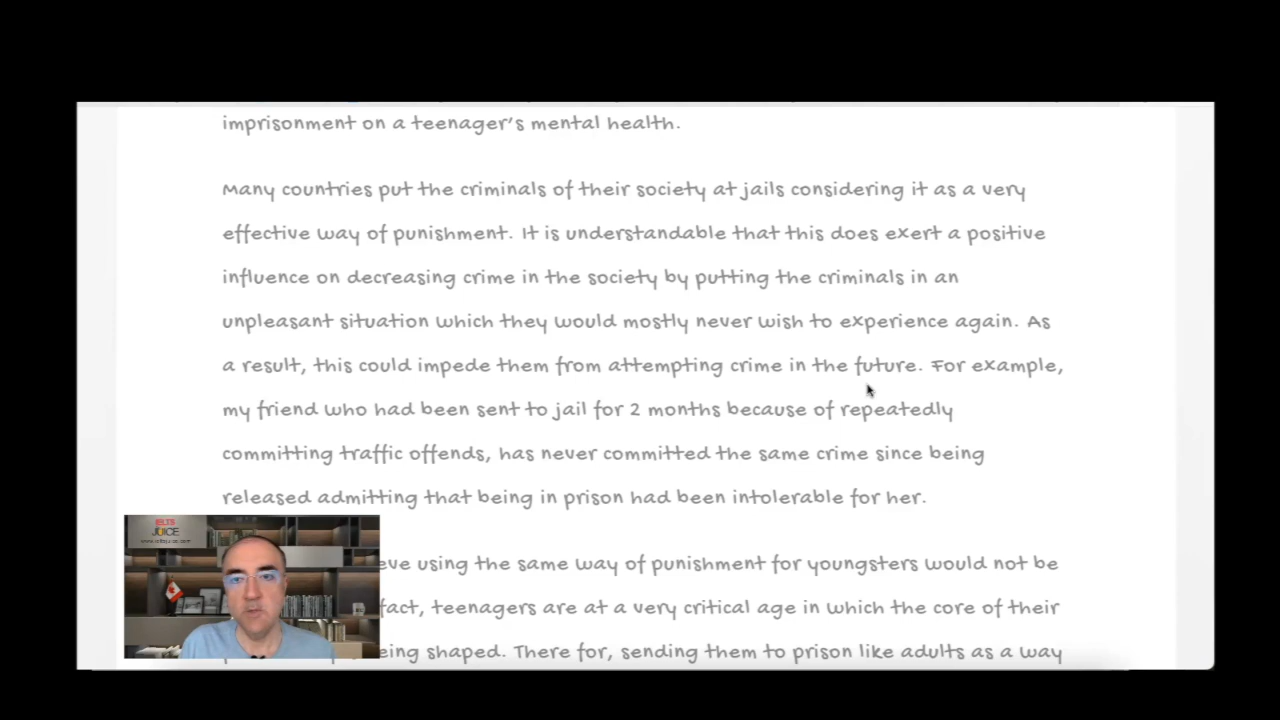 imprisonment on a teenager's mental health.
Many countries put the criminals of their society at jails considering it as a very
effective way of punishment. It is understandable that this does exert a positive
influence on decreasing crime in the society by putting the criminals in an
unpleasant situation which they would mostly never wish to experience again. As
a result, this could impede them from attempting crime in the future. For example,
my friend who had been sent to jail for 2 months because of repeatedly
committing traffic offends, has never committed the same crime since being
released admitting that being in prison had been intolerable for her.
eve using the same way of punishment for youngsters would not be
fact, teenagers are at a very critical age in which the core of their
eing shaped. There for, sending them to prison like adults as a way
IELTS
JUICE